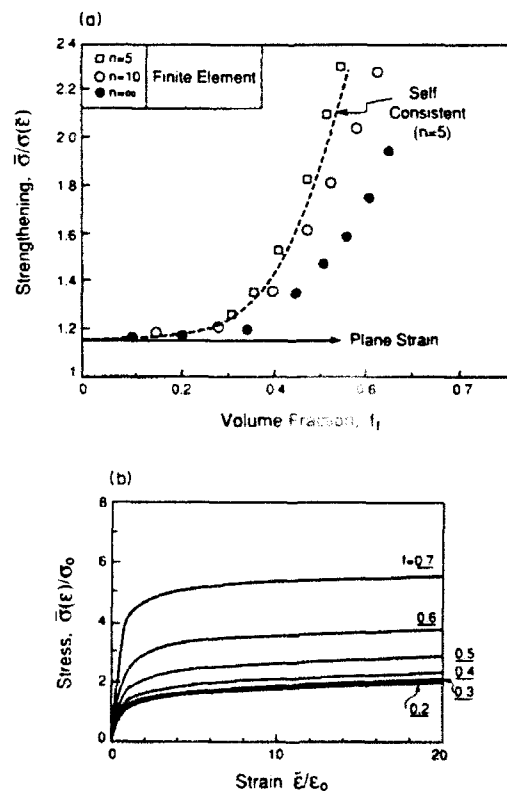 (a)
2.4
2.2
2.0
1.8
1.6
1.4
1.2
1
Strengthening, σ̄/σ(ε̄)
□ n=5
○ n=10
● n=∞
Finite Element
Self
Consistent
(n=5)
Plane Strain
0 0.2 0.3 0.4 0.5 0.6 0.7
Volume Fraction, f_f
(b)
8
6
4
2
0
Stress, σ̄(ε)/σ₀
f=0.7
0.6
0.5
0.4
0.3
0.2
0 10 20
Strain ε̄/ε₀